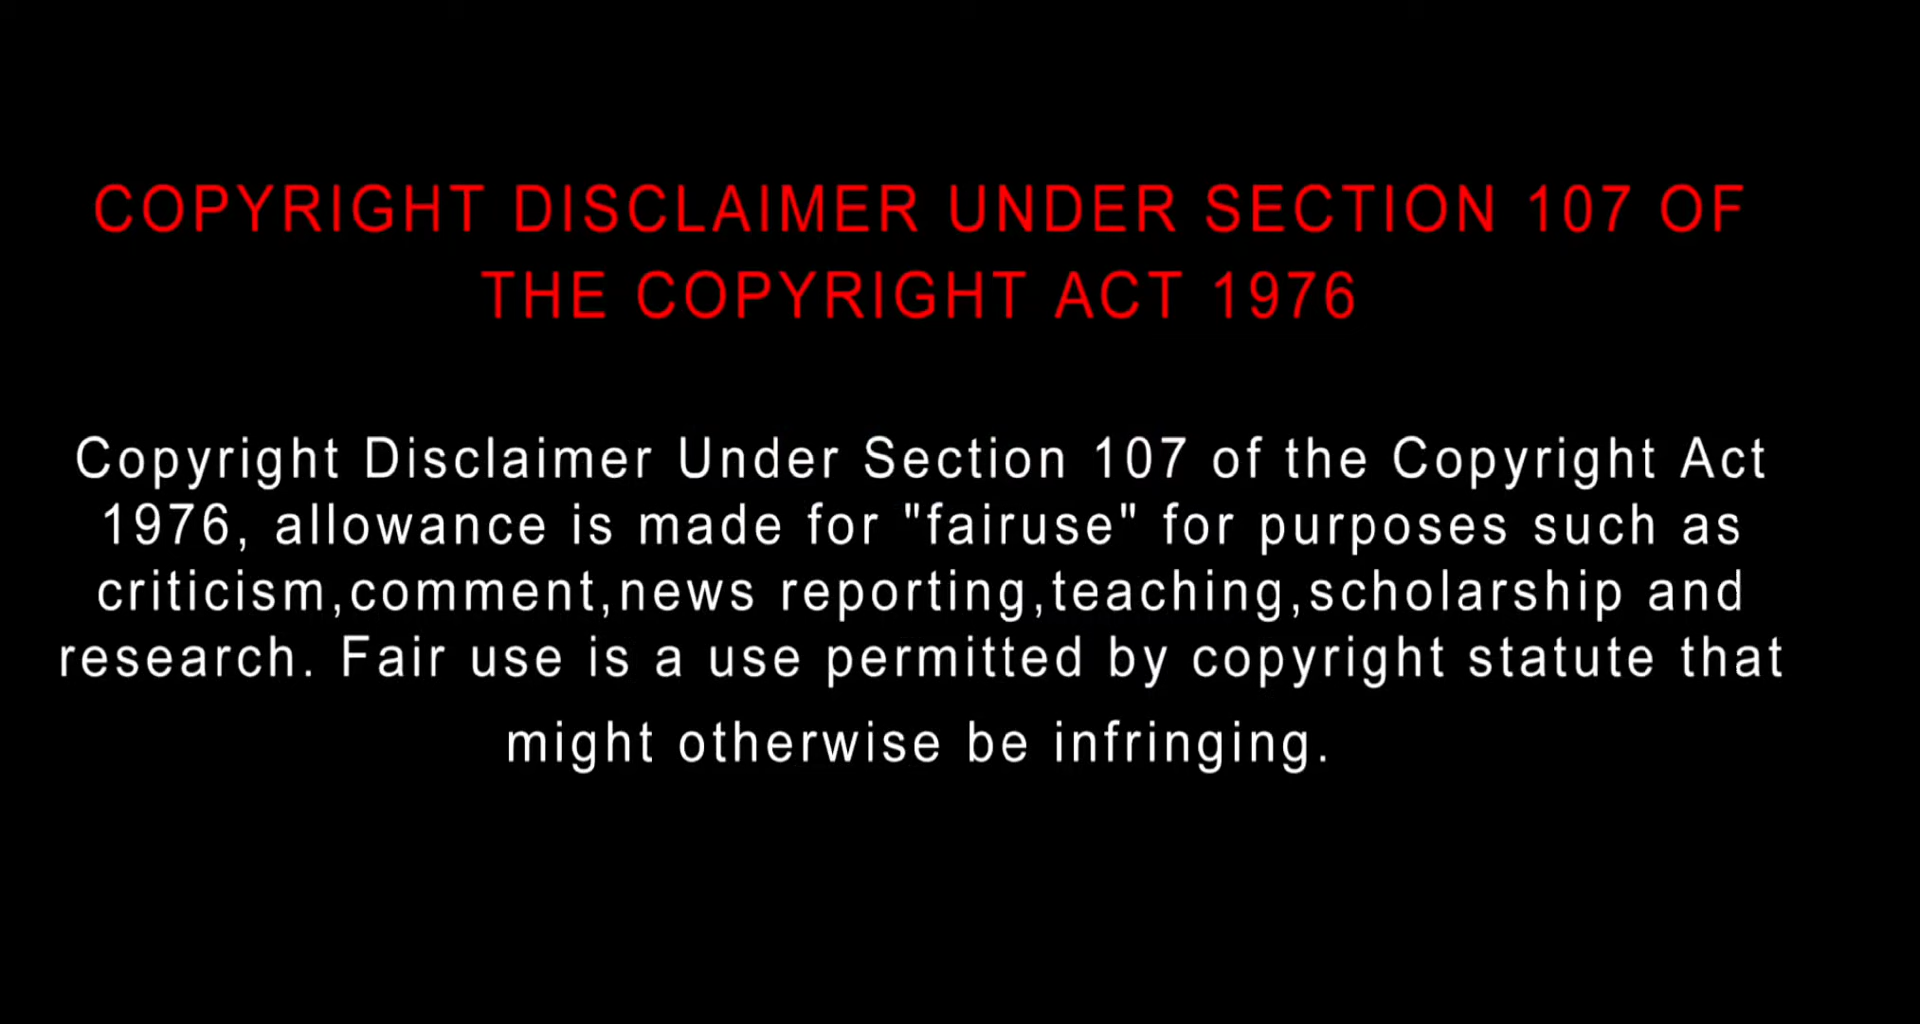 COPYRIGHT DISCLAIMER UNDER SECTION 107 OF
THE COPYRIGHT ACT 1976
Copyright Disclaimer Under Section 107 of the Copyright Act
1976, allowance is made for "fairuse" for purposes such as
criticism,comment,news reporting,teaching,scholarship and
research. Fair use is a use permitted by copyright statute that
might otherwise be infringing.